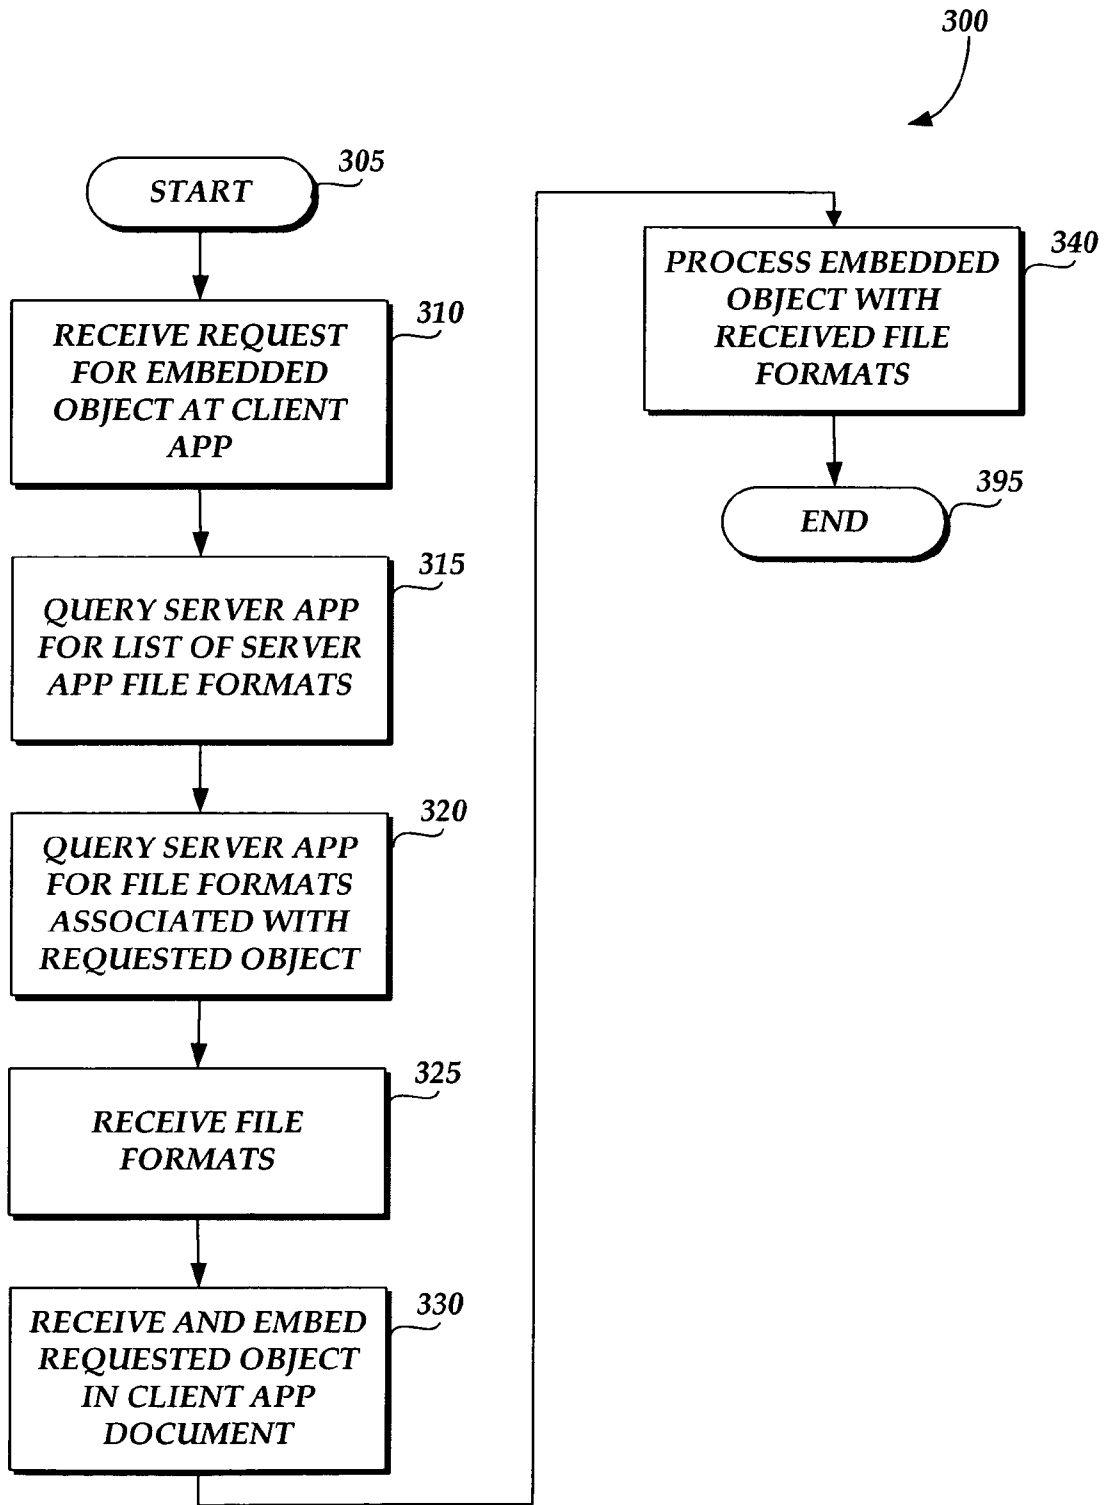 300
START
305
RECEIVE REQUEST
FOR EMBEDDED
OBJECT AT CLIENT
APP
310
QUERY SERVER APP
FOR LIST OF SERVER
APP FILE FORMATS
315
QUERY SERVER APP
FOR FILE FORMATS
ASSOCIATED WITH
REQUESTED OBJECT
320
RECEIVE FILE
FORMATS
325
RECEIVE AND EMBED
REQUESTED OBJECT
IN CLIENT APP
DOCUMENT
330
PROCESS EMBEDDED
OBJECT WITH
RECEIVED FILE
FORMATS
340
END
395